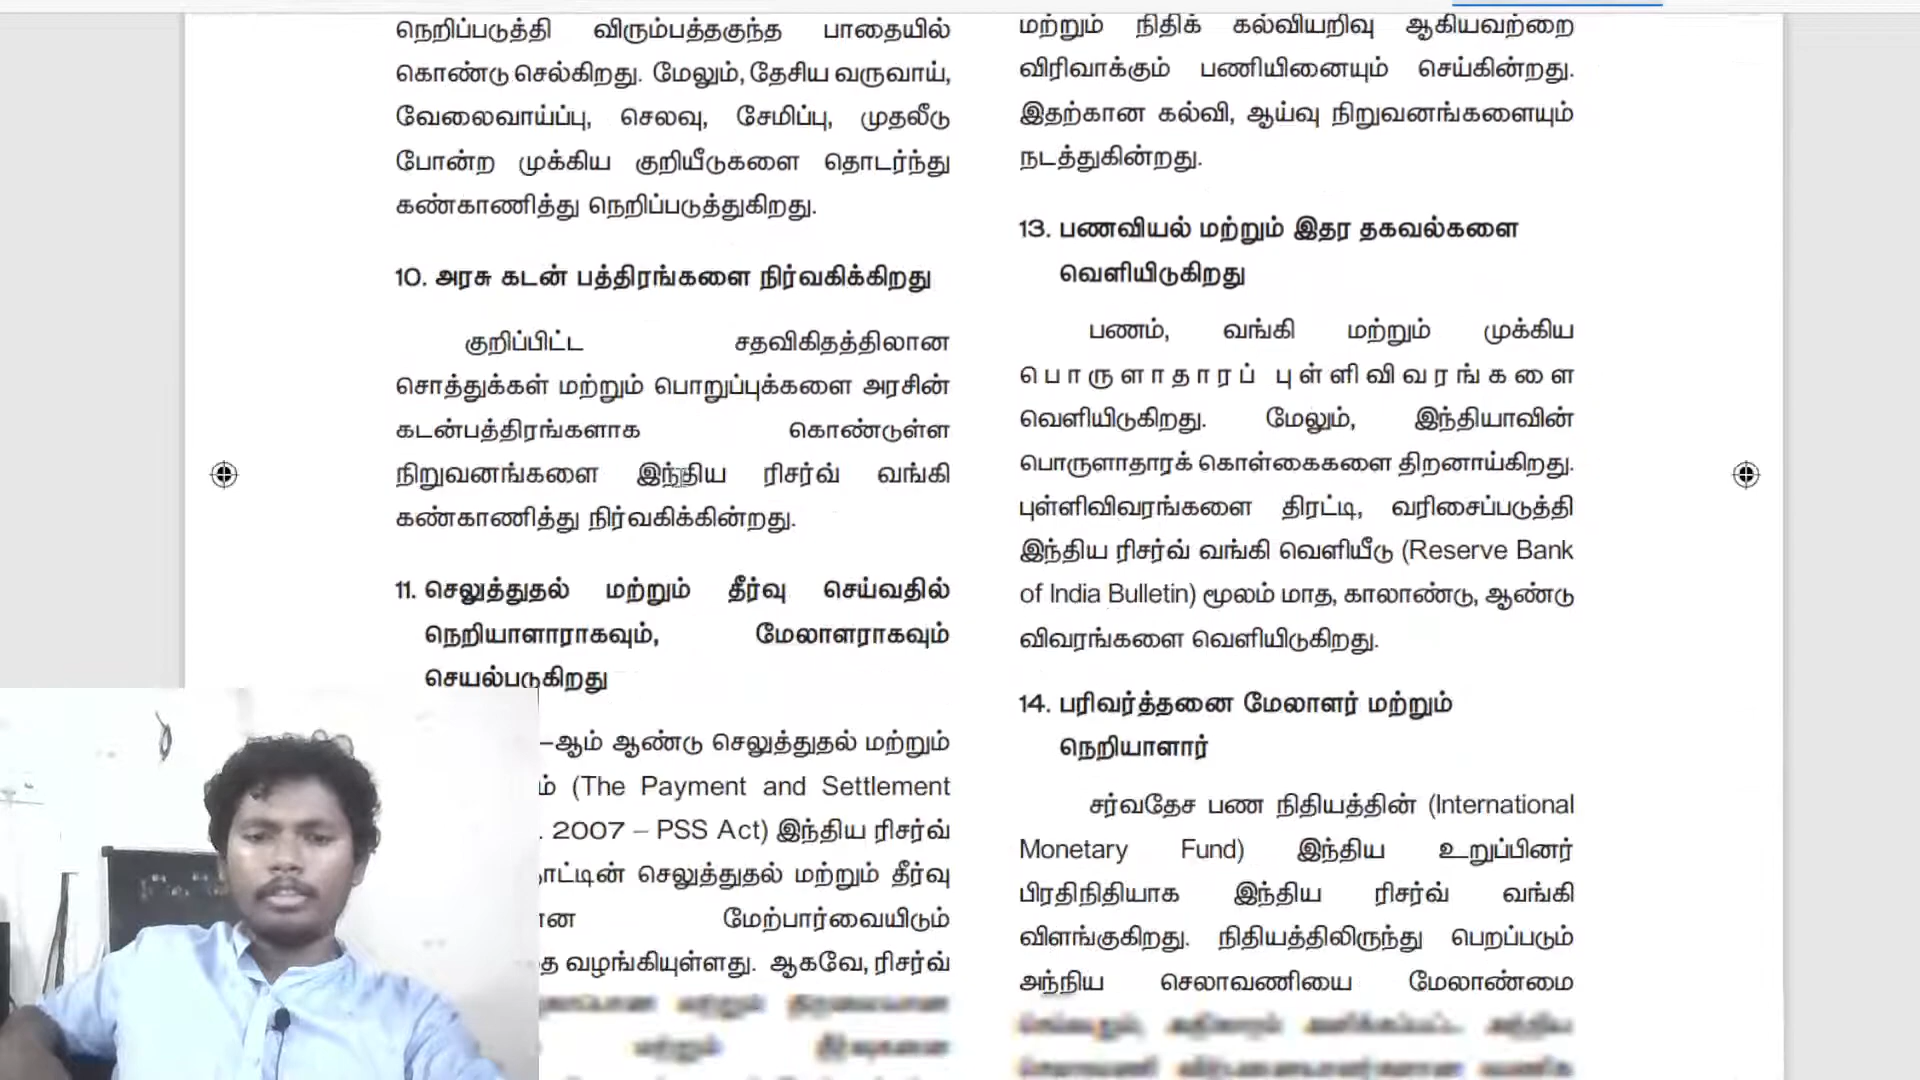 நெறிப்படுத்தி விரும்பத்தகுந்த பாதையில்
கொண்டு செல்கிறது. மேலும், தேசிய வருவாய்,
வேலைவாய்ப்பு, செலவு, சேமிப்பு, முதலீடு
போன்ற முக்கிய குறியீடுகளை தொடர்ந்து
கண்காணித்து நெறிப்படுத்துகிறது.
10. அரசு கடன் பத்திரங்களை நிர்வகிக்கிறது
குறிப்பிட்ட சதவிகிதத்திலான
சொத்துக்கள் மற்றும் பொறுப்புக்களை அரசின்
கடன்பத்திரங்களாக கொண்டுள்ள
நிறுவனங்களை இந்திய ரிசர்வ் வங்கி
கண்காணித்து நிர்வகிக்கின்றது.
11. செலுத்துதல் மற்றும் தீர்வு செய்வதில்
நெறியாளாராகவும், மேலாளராகவும்
செயல்படுகிறது
–ஆம் ஆண்டு செலுத்துதல் மற்றும்
ம் (The Payment and Settlement
. 2007 – PSS Act) இந்திய ரிசர்வ்
நாட்டின் செலுத்துதல் மற்றும் தீர்வு
ான மேற்பார்வையிடும்
த வழங்கியுள்ளது. ஆகவே, ரிசர்வ்
மற்றும்
மற்றும் நிதிக் கல்வியறிவு ஆகியவற்றை
விரிவாக்கும் பணியினையும் செய்கின்றது.
இதற்கான கல்வி, ஆய்வு நிறுவனங்களையும்
நடத்துகின்றது.
13. பணவியல் மற்றும் இதர தகவல்களை
வெளியிடுகிறது
பணம், வங்கி மற்றும் முக்கிய
பொருளாதாரப் புள்ளிவிவரங்களை
வெளியிடுகிறது. மேலும், இந்தியாவின்
பொருளாதாரக் கொள்கைகளை திறனாய்கிறது.
புள்ளிவிவரங்களை திரட்டி, வரிசைப்படுத்தி
இந்திய ரிசர்வ் வங்கி வெளியீடு (Reserve Bank
of India Bulletin) மூலம் மாத, காலாண்டு, ஆண்டு
விவரங்களை வெளியிடுகிறது.
14. பரிவர்த்தனை மேலாளர் மற்றும்
நெறியாளார்
சர்வதேச பண நிதியத்தின் (International
Monetary Fund) இந்திய உறுப்பினர்
பிரதிநிதியாக இந்திய ரிசர்வ் வங்கி
விளங்குகிறது. நிதியத்திலிருந்து பெறப்படும்
அந்நிய செலாவணியை மேலாண்மை